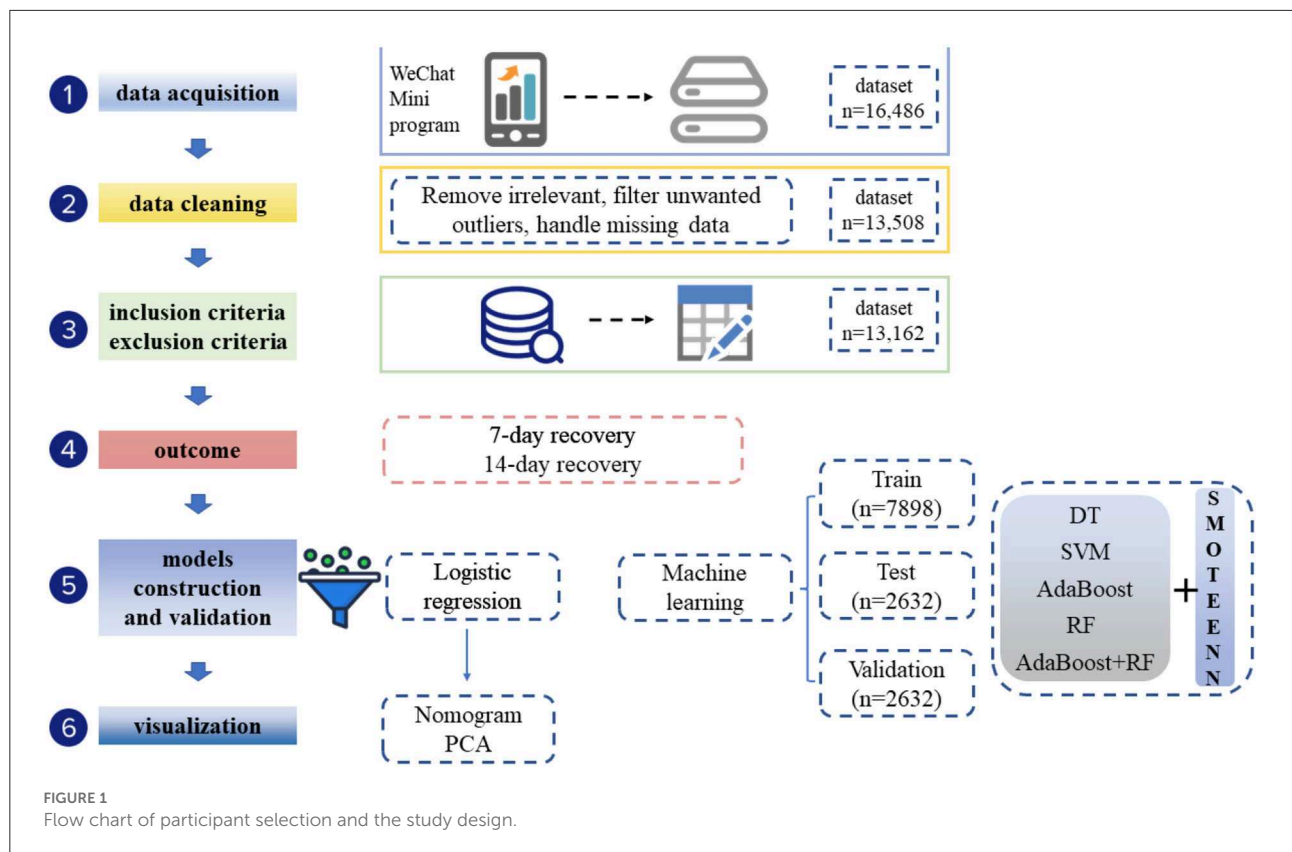 1
data acquisition
WeChat
Mini
program
dataset
n=16,486
2
data cleaning
Remove irrelevant, filter unwanted
outliers, handle missing data
dataset
n=13,508
3
inclusion criteria
exclusion criteria
dataset
n=13,162
4
outcome
7-day recovery
14-day recovery
5
models
construction
and validation
Logistic
regression
Machine
learning
Train
(n=7898)
Test
(n=2632)
Validation
(n=2632)
DT
SVM
AdaBoost
RF
AdaBoost+RF
+
S
M
O
T
E
E
N
N
6
visualization
Nomogram
PCA
FIGURE 1
Flow chart of participant selection and the study design.